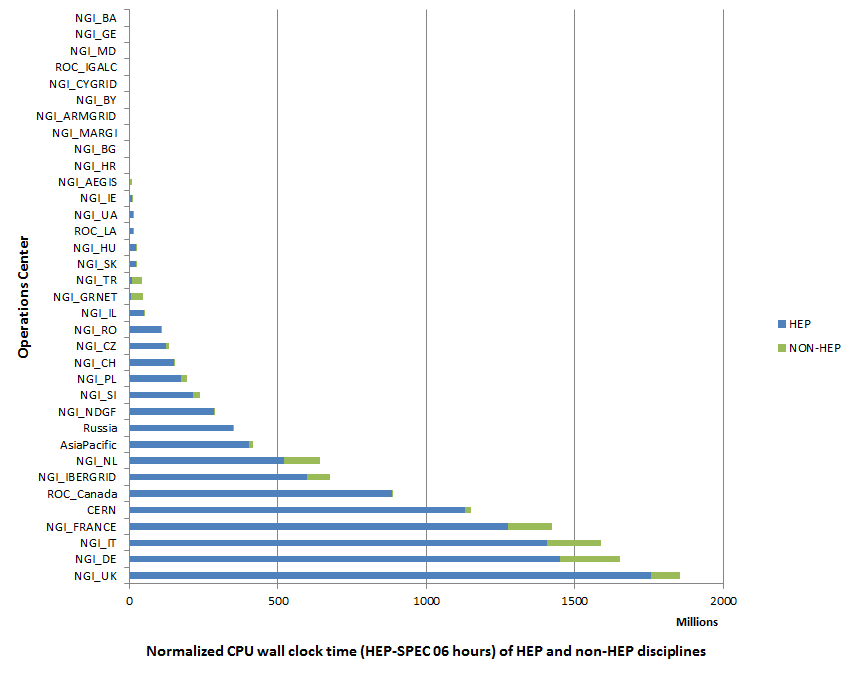 NGI_BA
NGI_GE
NGI_MD
ROC_IGALC
NGI_CYGRID
NGI_BY
NGI_ARMGRID
NGI_MARGI
NGI_BG
NGI_HR
NGI_AEGIS
NGI_IE
NGI_UA
ROC_LA
NGI_HU
NGI_SK
NGI_TR
NGI_GRNET
NGI_IL
NGI_RO
NGI_CZ
NGI_CH
NGI_PL
NGI_SI
NGI_NDGF
Russia
AsiaPacific
NGI_NL
NGI_IBERGRID
ROC_Canada
CERN
NGI_FRANCE
NGI_IT
NGI_DE
NGI_UK
Operations Center
HEP
NON-HEP
0 500 1000 1500 2000
Millions
Normalized CPU wall clock time (HEP-SPEC 06 hours) of HEP and non-HEP disciplines